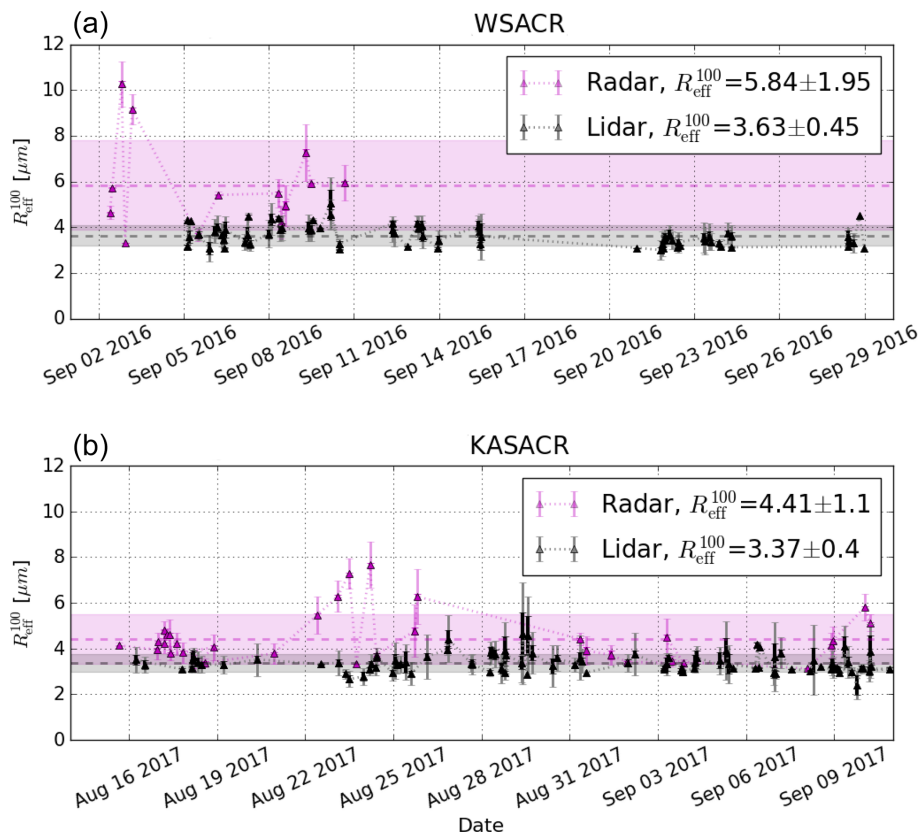 (a) WSACR
12
10
8
6
4
2
0
R_eff^100 [μm]
Radar, R_eff^100=5.84±1.95
Lidar, R_eff^100=3.63±0.45
Sep 02 2016
Sep 05 2016
Sep 08 2016
Sep 11 2016
Sep 14 2016
Sep 17 2016
Sep 20 2016
Sep 23 2016
Sep 26 2016
Sep 29 2016
(b) KASACR
12
10
8
6
4
2
0
R_eff^100 [μm]
Radar, R_eff^100=4.41±1.1
Lidar, R_eff^100=3.37±0.4
Aug 16 2017
Aug 19 2017
Aug 22 2017
Aug 25 2017
Aug 28 2017
Aug 31 2017
Sep 03 2017
Sep 06 2017
Sep 09 2017
Date